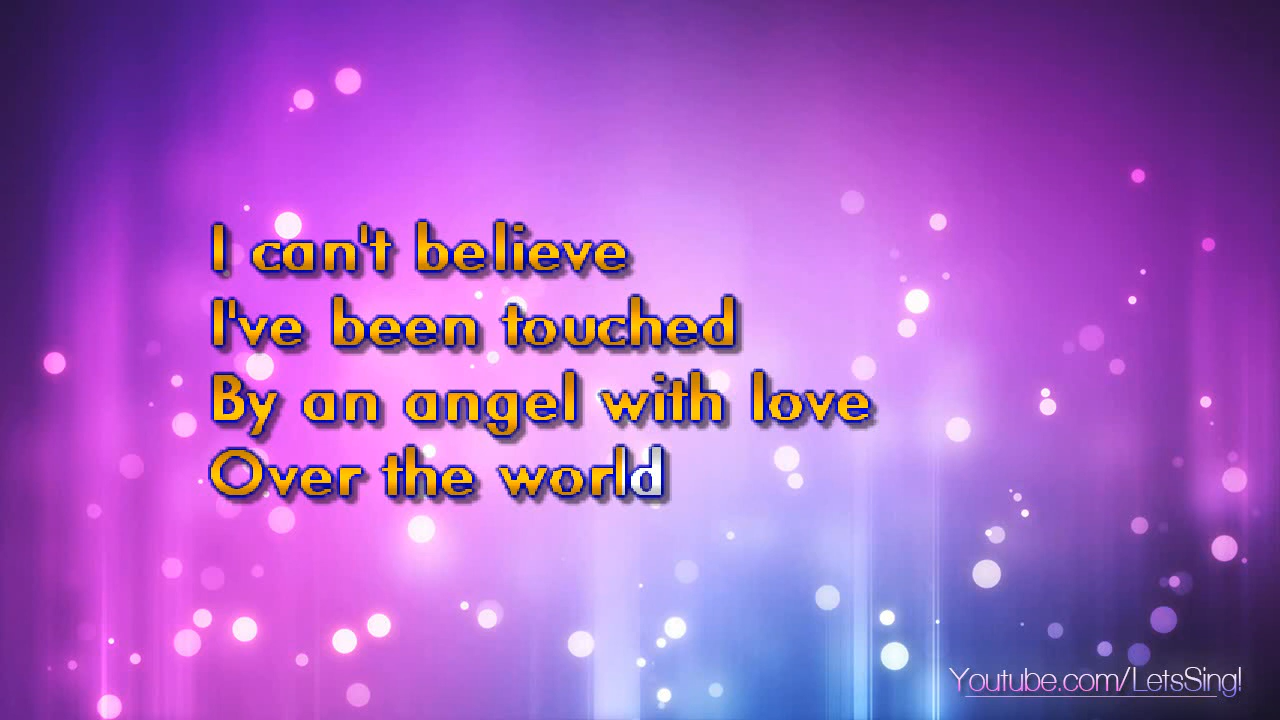 I can't believe
I've been touched
By an angel with love
Over the world
Youtube.com/LetsSing!